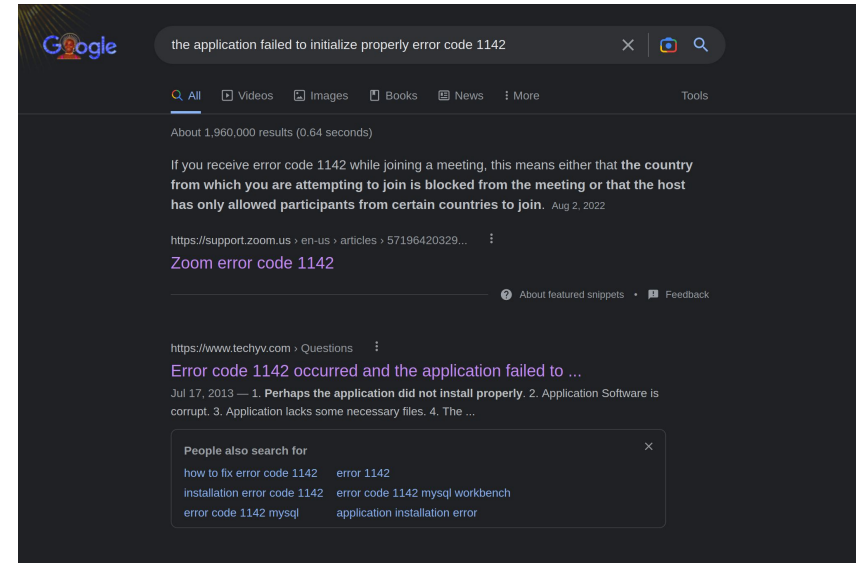 Google
the application failed to initialize properly error code 1142
All Videos Images Books News More Tools
About 1,960,000 results (0.64 seconds)
If you receive error code 1142 while joining a meeting, this means either that the country
from which you are attempting to join is blocked from the meeting or that the host
has only allowed participants from certain countries to join. Aug 2, 2022
https://support.zoom.us › en-us › articles › 57196420329...
Zoom error code 1142
About featured snippets • Feedback
https://www.techyv.com › Questions
Error code 1142 occurred and the application failed to ...
Jul 17, 2013 — 1. Perhaps the application did not install properly. 2. Application Software is
corrupt. 3. Application lacks some necessary files. 4. The ...
People also search for
how to fix error code 1142 error 1142
installation error code 1142 error code 1142 mysql workbench
error code 1142 mysql application installation error